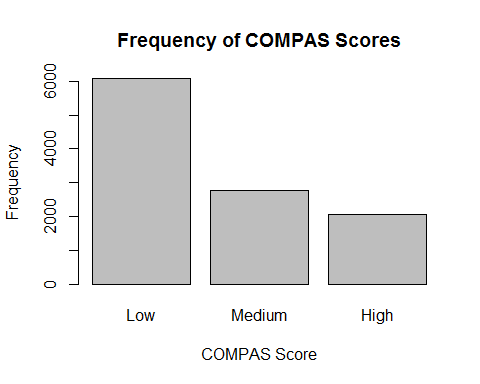 Frequency of COMPAS Scores
Frequency
6000
4000
2000
0
Low Medium High
COMPAS Score